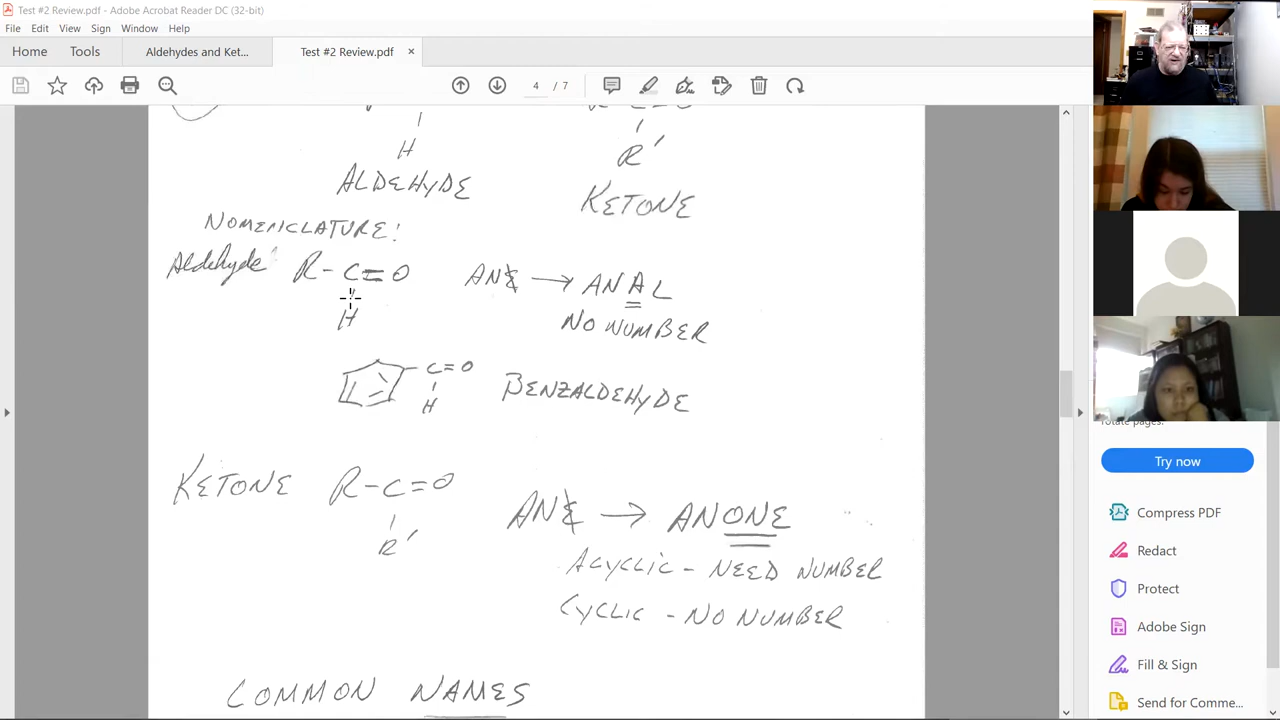 Test #2 Review.pdf - Adobe Acrobat Reader DC (32-bit)
File Edit View Sign Window Help
Home Tools Aldehydes and Ket... Test #2 Review.pdf ×
/ 7
H
R'
ALDEHYDE
KETONE
NOMENCLATURE:
Aldehyde R-C=O ANE → ANAL
H
NO NUMBER
C=O
H
BENZALDEHYDE
KETONE R-C=O
R'
ANE → ANONE
ACYCLIC - NEED NUMBER
CYCLIC - NO NUMBER
COMMON NAMES
rotate pages.
Try now
Compress PDF
Redact
Protect
Adobe Sign
Fill & Sign
Send for Comme...